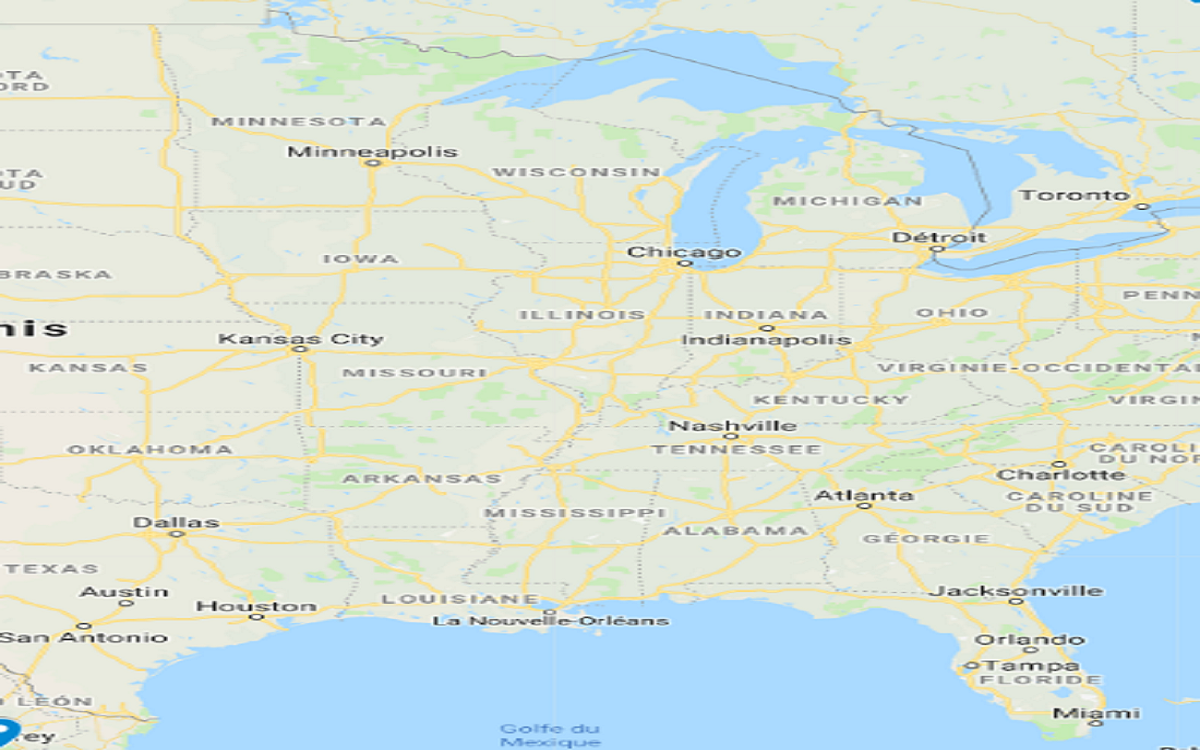 TA
ORD
MINNESOTA
Minneapolis
WISCONSIN
TA
UD
MICHIGAN
Toronto
Détroit
Chicago
IOWA
BRASKA
PENN
ILLINOIS
INDIANA
OHIO
nis
Kansas City
Indianapolis
KANSAS
MISSOURI
VIRGINIE-OCCIDENTAL
KENTUCKY
VIRGIN
Nashville
OKLAHOMA
TENNESSEE
CAROLI
DU NOR
ARKANSAS
Charlotte
Atlanta
CAROLINE
DU SUD
MISSISSIPPI
Dallas
ALABAMA
GÉORGIE
TEXAS
Austin
Houston
LOUISIANE
Jacksonville
La Nouvelle-Orléans
San Antonio
Orlando
Tampa
FLORIDE
LEÓN
Miami
Golfe du
Mexique
rey